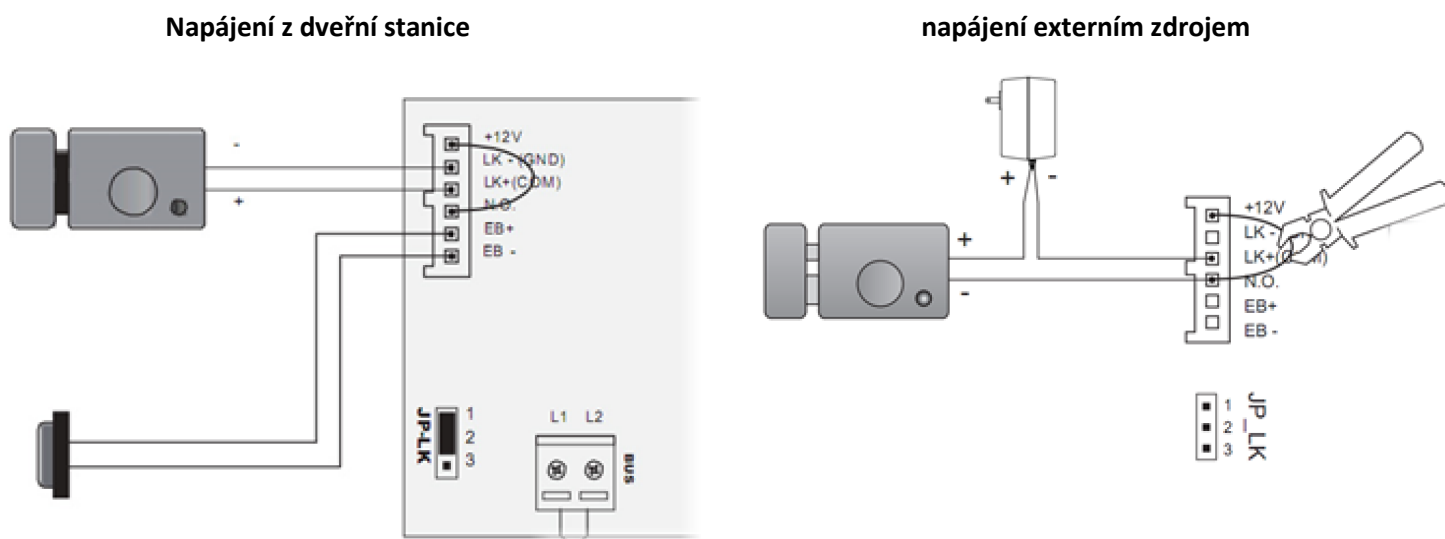 Napájení z dveřní stanice
-
+
+12V
LK - (GND)
LK+(COM)
N.O.
EB+
EB -
JP-LK
1
2
3
L1 L2
BUS
napájení externím zdrojem
+ -
+
-
+12V
LK -
N.O.
EB+
EB -
JP_LK
1
2
3